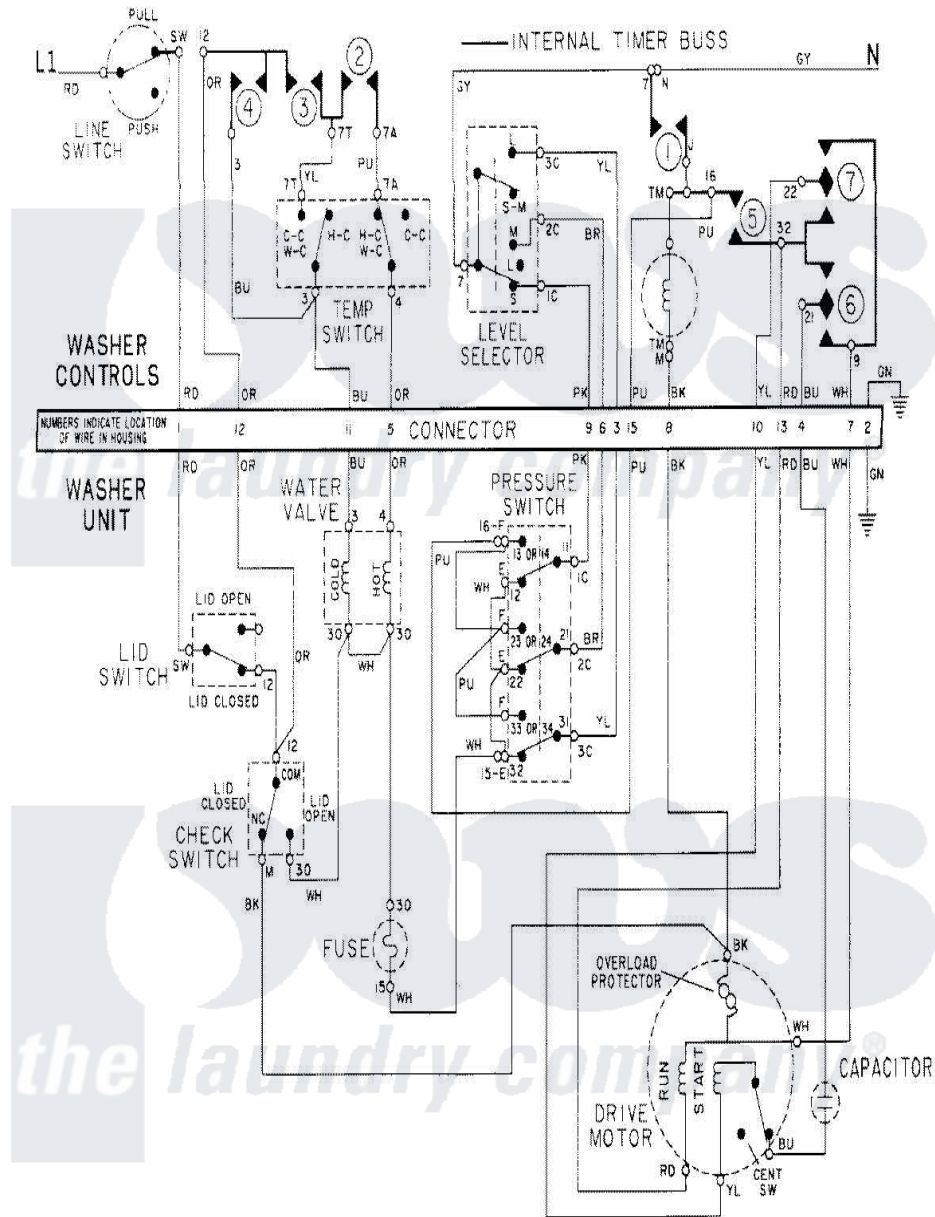 PULL
SW
12
L1
RD
LINE SWITCH
PUSH
OR
4
3
2
3
7T
7A
YL
PU
7T
7A
C-C
W-C
H-C
H-C
W-C
C-C
BU
3
4
TEMP
SWITCH
INTERNAL TIMER BUSS
GY
N
GY
7
N
1
J
L
3C
YL
S-M
M
2C
BR
L
7
S
1C
LEVEL
SELECTOR
TM
16
PU
5
22
7
32
21
6
9
TM
M
GN
WASHER
CONTROLS
RD
OR
BU
OR
PK
PU
BK
YL
RD
BU
WH
NUMBERS INDICATE LOCATION
OF WIRE IN HOUSING
1
12
11
5
CONNECTOR
9
6
3
15
8
10
13
4
7
2
RD
OR
BU
OR
PK
PU
BK
YL
RD
BU
WH
GN
the laundry company®
WASHER
UNIT
WATER
VALVE
3
4
COLD
HOT
30
30
WH
PRESSURE
SWITCH
16-F
13 OR 14
11
1C
PU
WH
E
12
F
23 OR 24
21
BR
2C
E
22
PU
F
33 OR 34
31
YL
3C
WH
15-E
32
LID OPEN
LID
SWITCH
SW
12
LID CLOSED
OR
12
COM
LID
CLOSED
LID
OPEN
NC
CHECK
SWITCH
M
30
BK
WH
30
FUSE
15
WH
BK
OVERLOAD
PROTECTOR
WH
the laundry company®
RUN
START
CAPACITOR
DRIVE
MOTOR
BU
RD
CENT
SW
YL